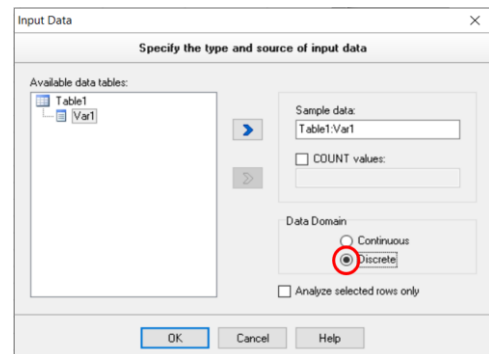 Input Data
Specify the type and source of input data
Available data tables:
Table1
Var1
Sample data:
Table1:Var1
COUNT values:
Data Domain
Continuous
Discrete
Analyze selected rows only
OK
Cancel
Help